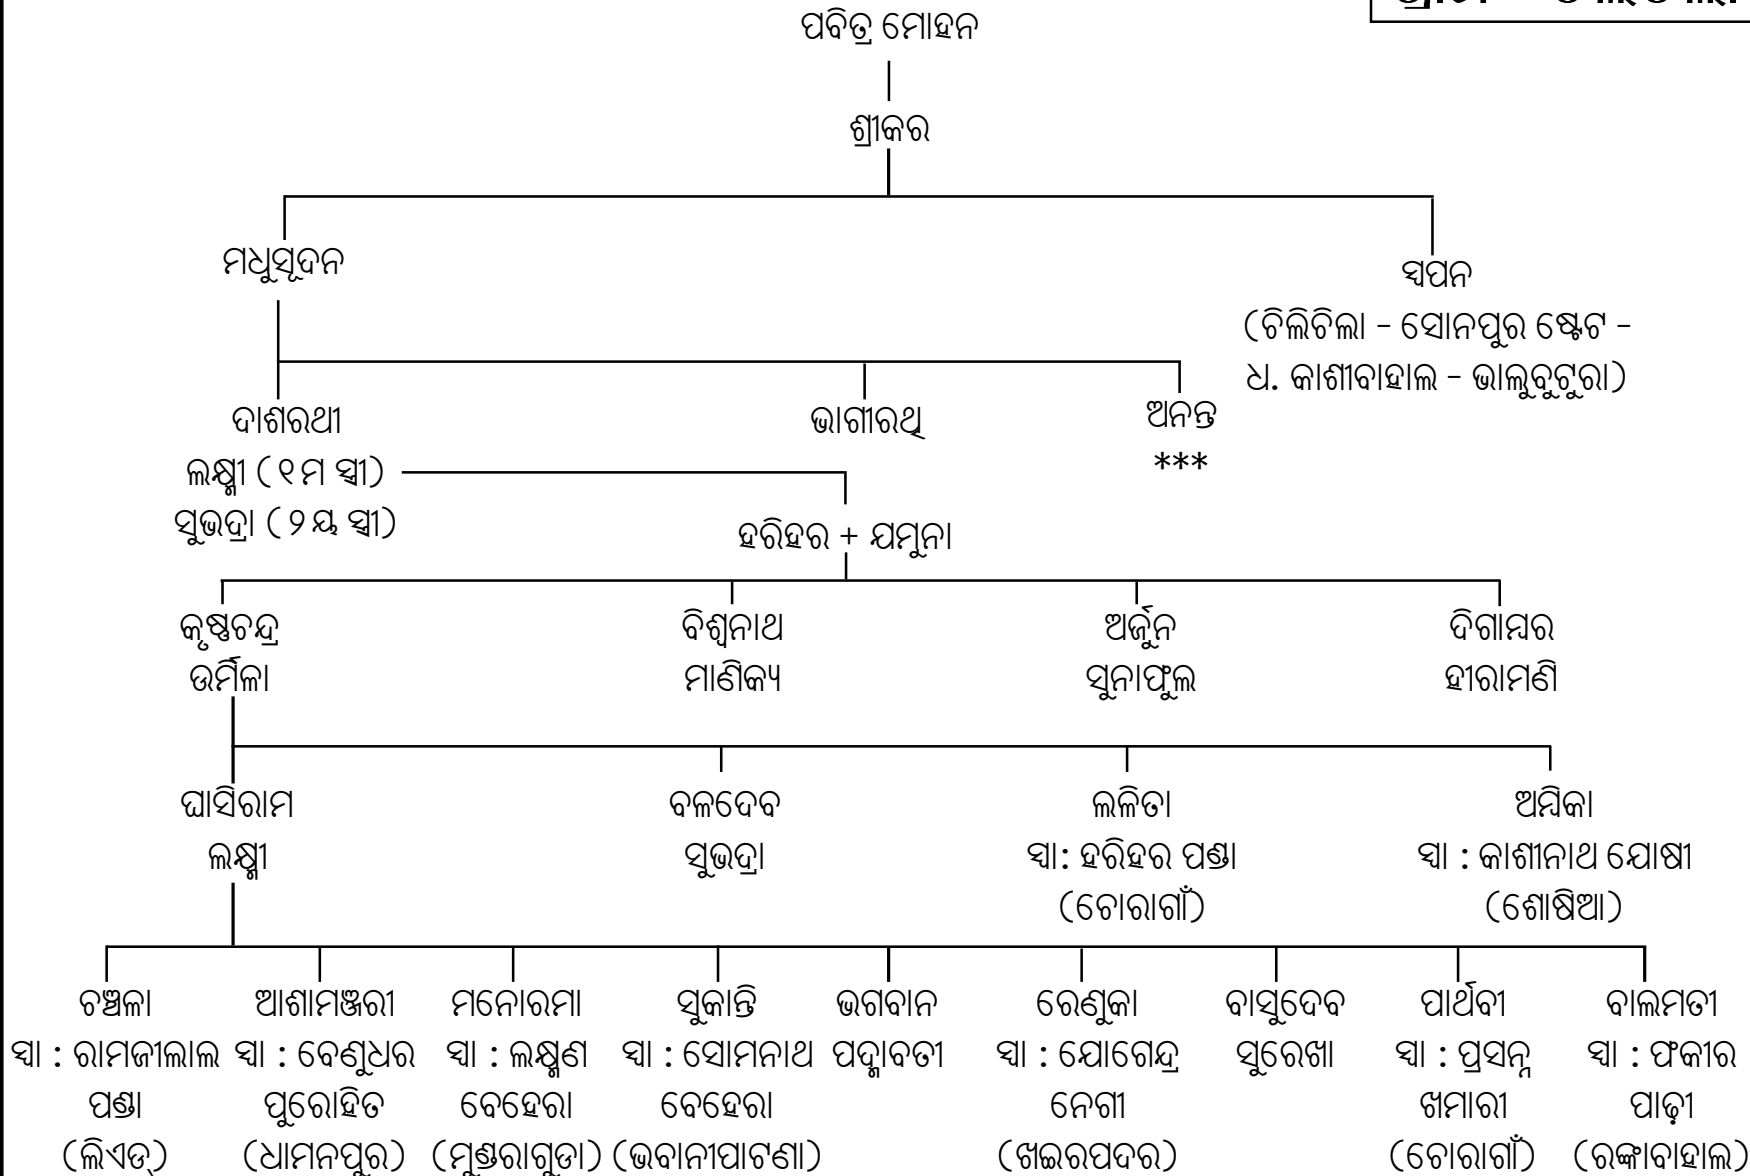 ପବିତ୍ର ମୋହନ
ଶ୍ରୀକର
ମଧୁସୂଦନ
ସ୍ୱପନ
(ଚିଲିଚିଲା - ସୋନପୁର ଷ୍ଟେଟ -
ଧ. କାଶୀବାହାଲ - ଭାଲୁବୁଟୁରା)
ଦାଶରଥୀ ଭାଗୀରଥି ଅନନ୍ତ
ଲକ୍ଷ୍ମୀ (୧ମ ସ୍ତ୍ରୀ) ***
ସୁଭଦ୍ରା (୨ୟ ସ୍ତ୍ରୀ)
ହରିହର + ଯମୁନା
କୃଷ୍ଣଚନ୍ଦ୍ର ବିଶ୍ୱନାଥ ଅର୍ଜୁନ ଦିଗାମ୍ବର
ଉର୍ମିଳା ମାଣିକ୍ୟ ସୁନାଫୁଲ ହୀରାମଣି
ଘାସିରାମ ବଳଦେବ ଲଳିତା ଅମ୍ବିକା
ଲକ୍ଷ୍ମୀ ସୁଭଦ୍ରା ସ୍ୱା: ହରିହର ପଣ୍ଡା ସ୍ୱା : କାଶୀନାଥ ଯୋଷୀ
(ଚୋରାଗାଁ) (ଶୋଷିଆ)
ଚଞ୍ଚଳା ଆଶାମଞ୍ଜରୀ ମନୋରମା ସୁକାନ୍ତି ଭଗବାନ ରେଣୁକା ବାସୁଦେବ ପାର୍ଥବୀ ବାଲମତୀ
ସ୍ୱା : ରାମଜୀଲାଲ ସ୍ୱା : ବେଣୁଧର ସ୍ୱା : ଲକ୍ଷ୍ମଣ ସ୍ୱା : ସୋମନାଥ ପଦ୍ମାବତୀ ସ୍ୱା : ଯୋଗେନ୍ଦ୍ର ସୁରେଖା ସ୍ୱା : ପ୍ରସନ୍ନ ସ୍ୱା : ଫକୀର
ପଣ୍ଡା ପୁରୋହିତ ବେହେରା ବେହେରା ନେଗୀ ଖମାରୀ ପାଢ଼ୀ
(ଲିଏଡ୍) (ଧାମନପୁର) (ମୁଣ୍ଡରାଗୁଡା) (ଭବାନୀପାଟଣା) (ଖଇରପଦର) (ଚୋରାଗାଁ) (ରଙ୍କାବାହାଲ)